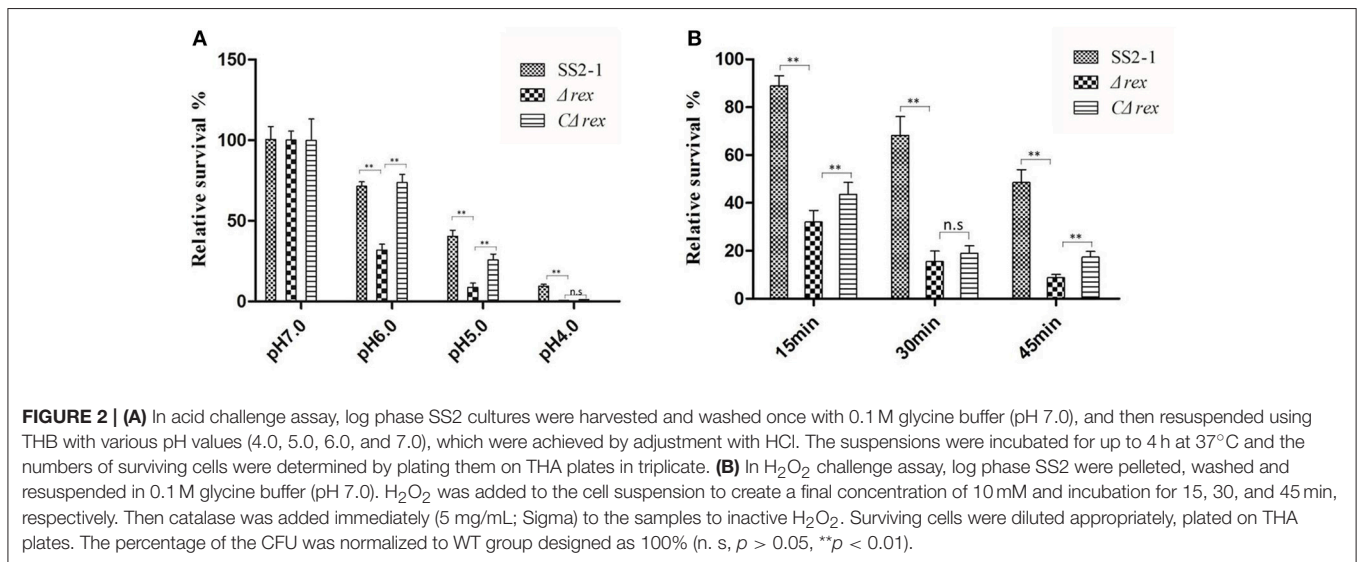 A
150
100
50
0
Relative survival %
SS2-1
Δ rex
CΔ rex
**
**
**
**
**
n.s
pH7.0
pH6.0
pH5.0
pH4.0
B
100
80
60
40
20
0
Relative survival %
SS2-1
Δ rex
CΔ rex
**
**
**
n.s
**
**
15min
30min
45min
FIGURE 2 | (A) In acid challenge assay, log phase SS2 cultures were harvested and washed once with 0.1 M glycine buffer (pH 7.0), and then resuspended using
THB with various pH values (4.0, 5.0, 6.0, and 7.0), which were achieved by adjustment with HCl. The suspensions were incubated for up to 4 h at 37°C and the
numbers of surviving cells were determined by plating them on THA plates in triplicate. (B) In H₂O₂ challenge assay, log phase SS2 were pelleted, washed and
resuspended in 0.1 M glycine buffer (pH 7.0). H₂O₂ was added to the cell suspension to create a final concentration of 10 mM and incubation for 15, 30, and 45 min,
respectively. Then catalase was added immediately (5 mg/mL; Sigma) to the samples to inactive H₂O₂. Surviving cells were diluted appropriately, plated on THA
plates. The percentage of the CFU was normalized to WT group designed as 100% (n. s, p > 0.05, **p < 0.01).